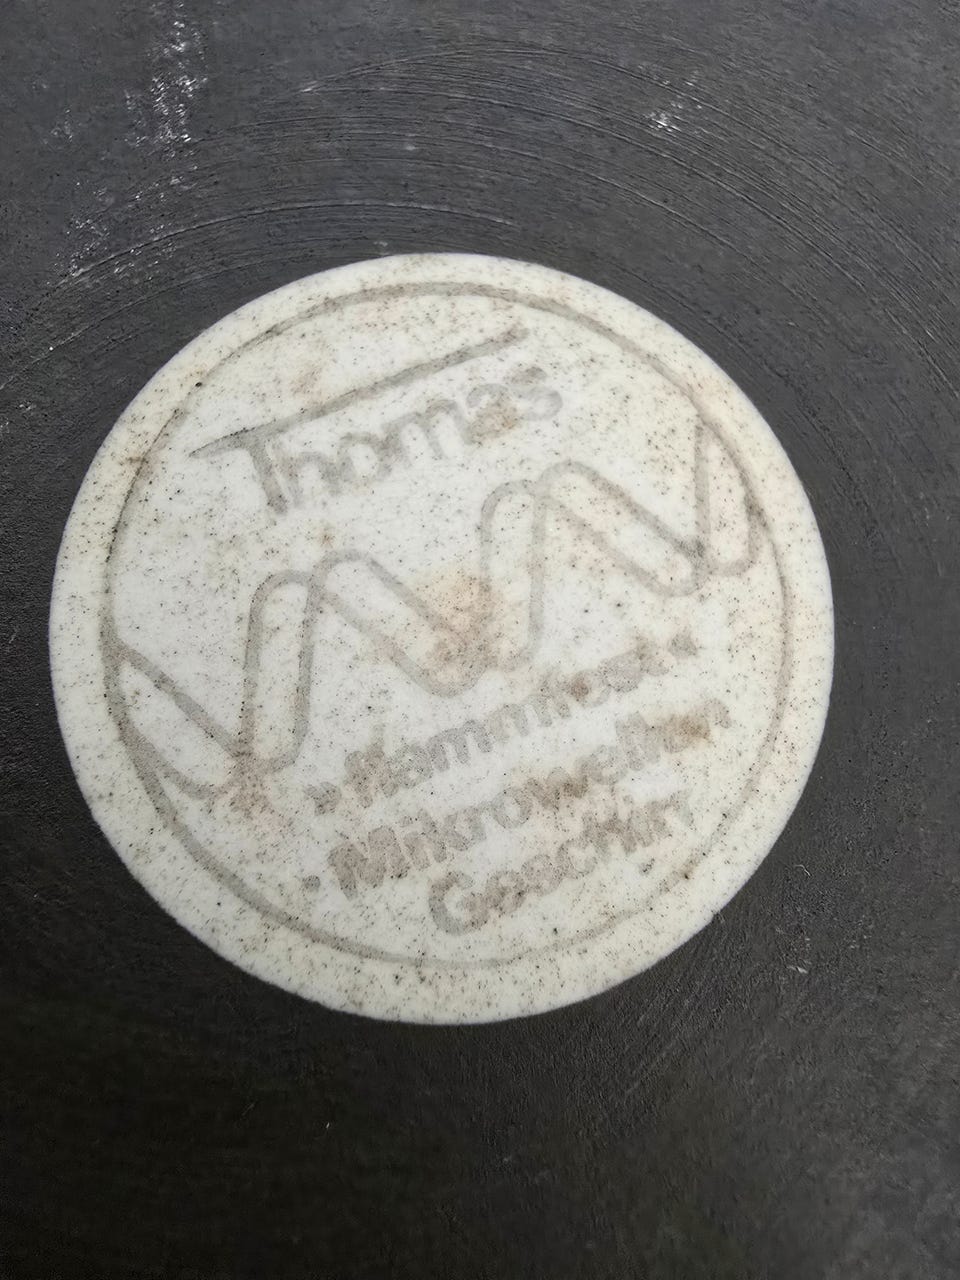 Thomas
»flammfest«
Mikrowellen
Geschirr